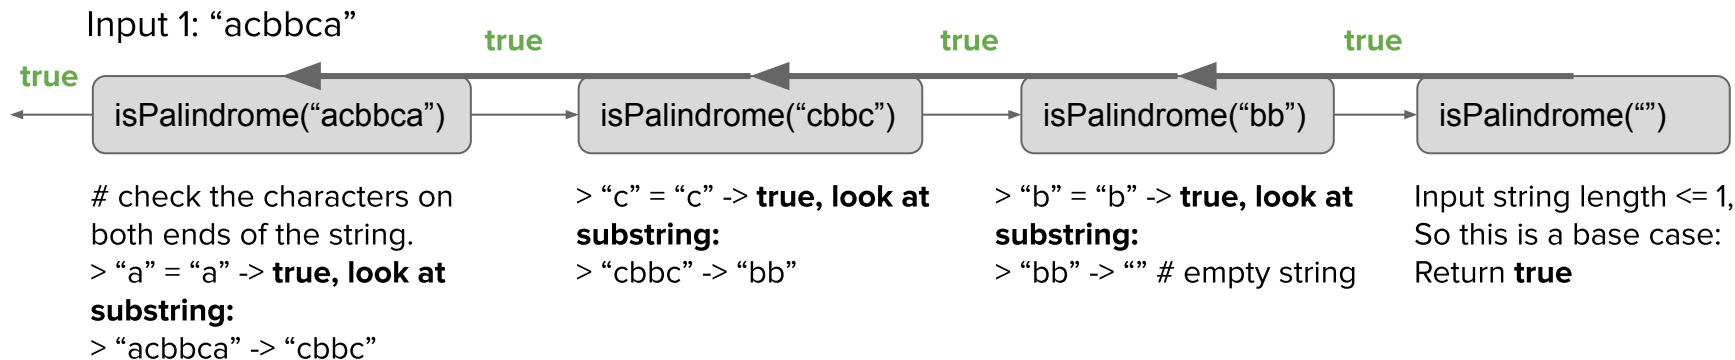 Input 1: “acbbca”
true
true
true
true
isPalindrome(“acbbca”)
isPalindrome(“cbbc”)
isPalindrome(“bb”)
isPalindrome(“”)
# check the characters on
both ends of the string.
> “a” = “a” -> true, look at
substring:
> “acbbca” -> “cbbc”
> “c” = “c” -> true, look at
substring:
> “cbbc” -> “bb”
> “b” = “b” -> true, look at
substring:
> “bb” -> “” # empty string
Input string length <= 1,
So this is a base case:
Return true